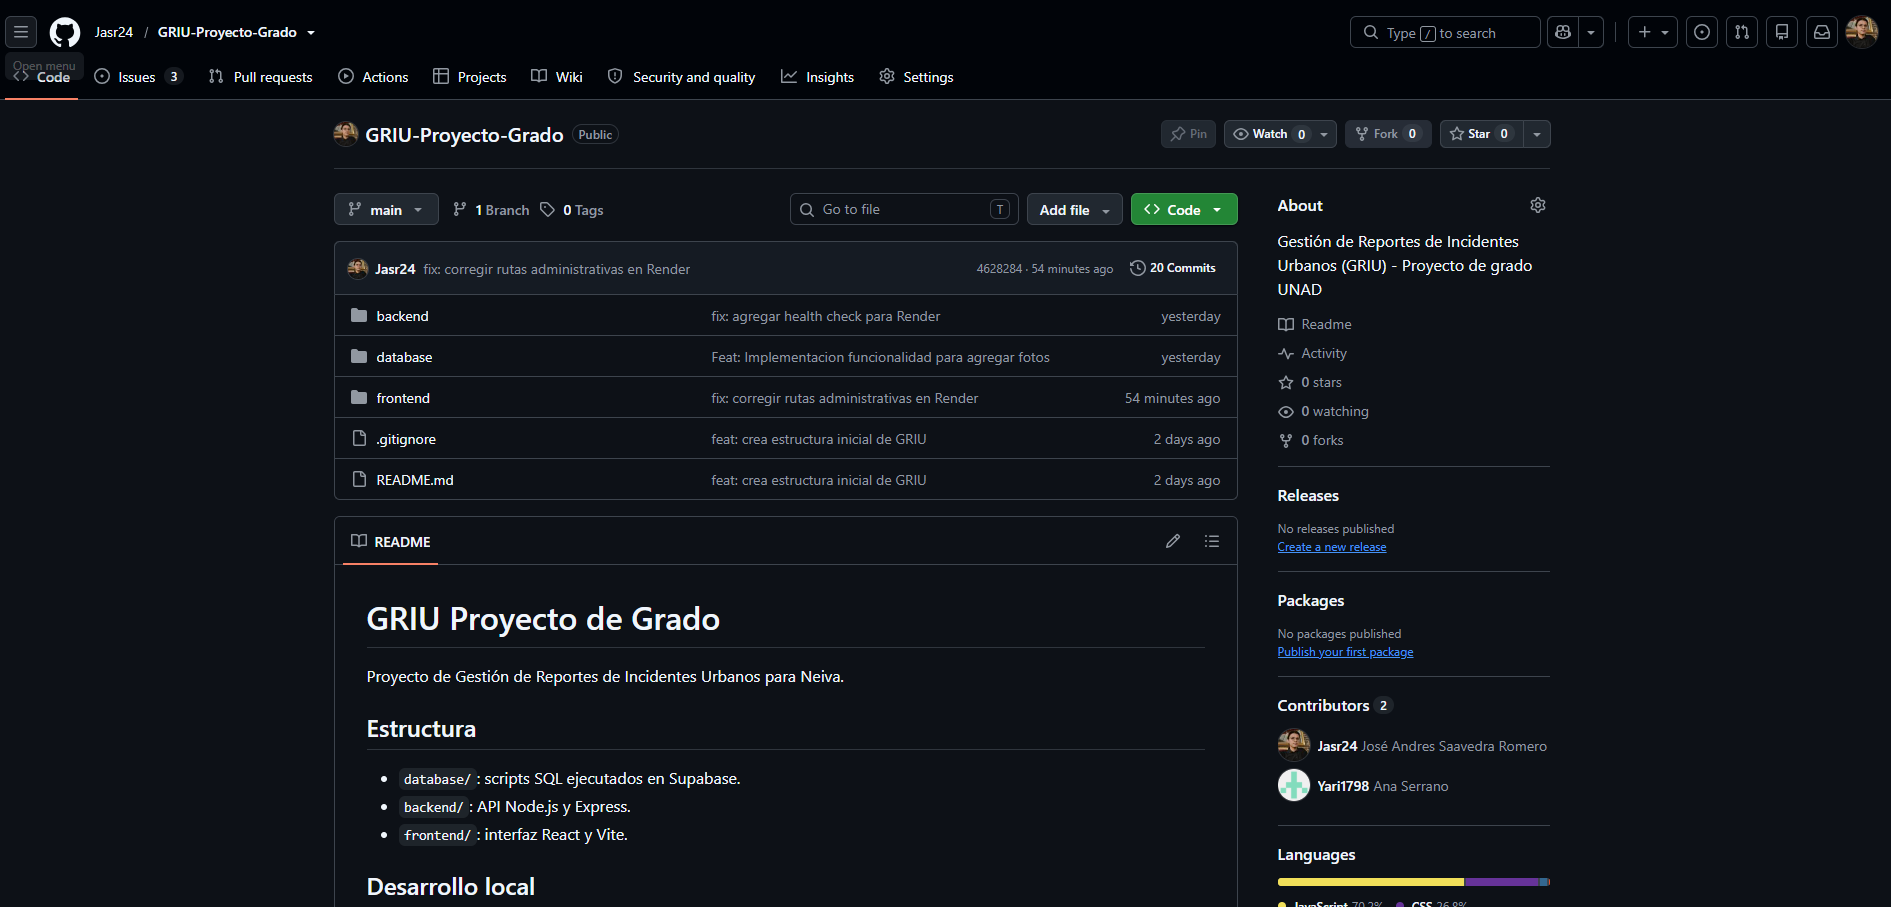 Jasr24 / GRIU-Proyecto-Grado
Type / to search
Open menu
Code Issues 3 Pull requests Actions Projects Wiki Security and quality Insights Settings
GRIU-Proyecto-Grado Public
Pin Watch 0 Fork 0 Star 0
main 1 Branch 0 Tags
Go to file T Add file Code
Jasr24 fix: corregir rutas administrativas en Render 4628284 · 54 minutes ago 20 Commits
backend fix: agregar health check para Render yesterday
database Feat: Implementacion funcionalidad para agregar fotos yesterday
frontend fix: corregir rutas administrativas en Render 54 minutes ago
.gitignore feat: crea estructura inicial de GRIU 2 days ago
README.md feat: crea estructura inicial de GRIU 2 days ago
README
GRIU Proyecto de Grado
Proyecto de Gestión de Reportes de Incidentes Urbanos para Neiva.
Estructura
• database/ : scripts SQL ejecutados en Supabase.
• backend/ : API Node.js y Express.
• frontend/ : interfaz React y Vite.
Desarrollo local
About
Gestión de Reportes de Incidentes
Urbanos (GRIU) - Proyecto de grado
UNAD
Readme
Activity
0 stars
0 watching
0 forks
Releases
No releases published
Create a new release
Packages
No packages published
Publish your first package
Contributors 2
Jasr24 José Andres Saavedra Romero
Yari1798 Ana Serrano
Languages
JavaScript 70.2% CSS 26.8%